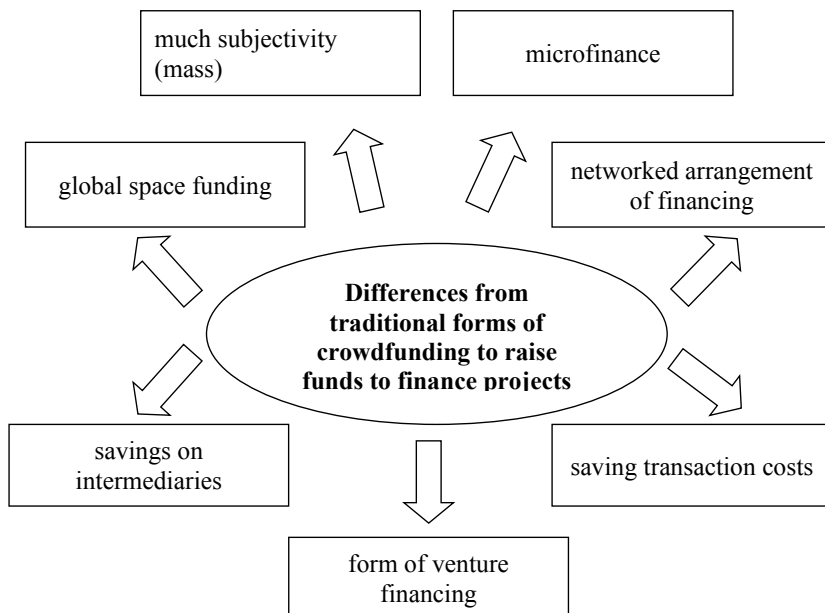 much subjectivity
(mass)
microfinance
global space funding
networked arrangement
of financing
Differences from
traditional forms of
crowdfunding to raise
funds to finance projects
savings on
intermediaries
saving transaction costs
form of venture
financing